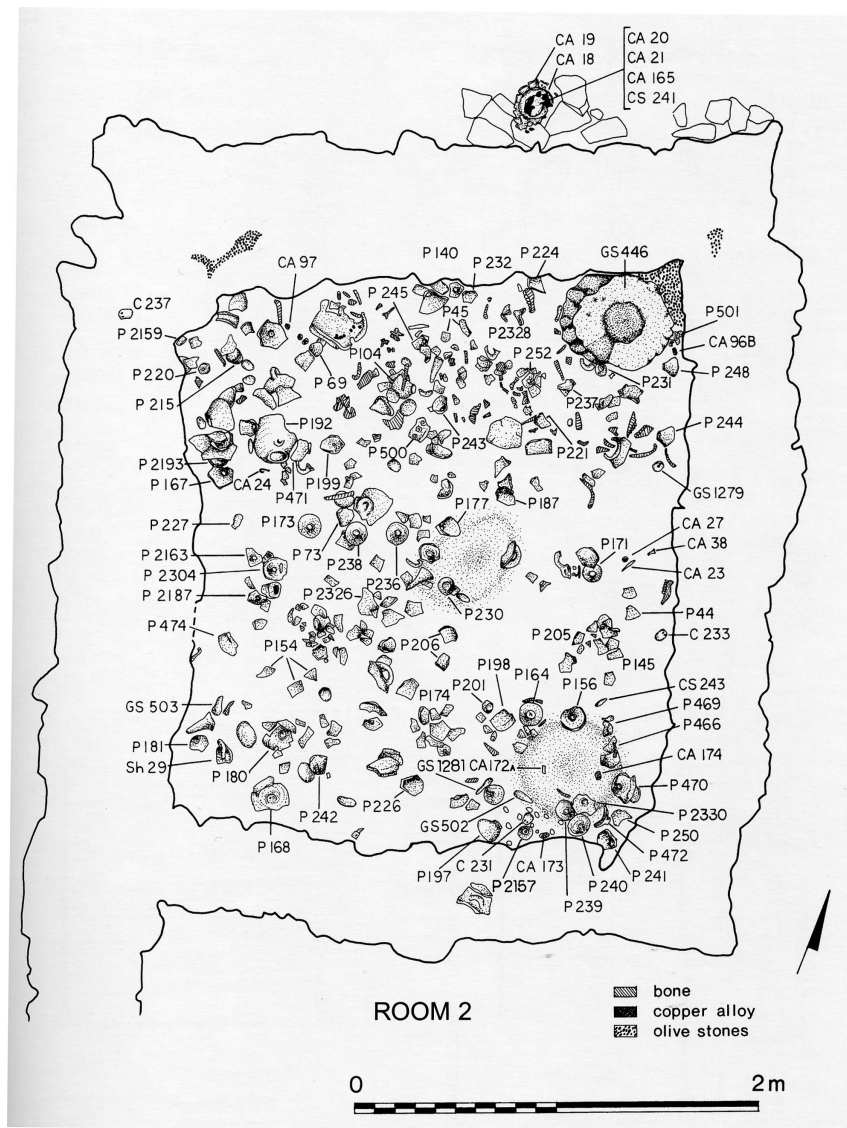 CA 19
CA 18
CA 20
CA 21
CA 165
CS 241
P 140
P 232
P 224
GS 446
CA 97
P 245
C 237
P 45
P 501
P 2159
P 2328
CA 96B
P 104
P 252
P 220
P 69
P 231
P 248
P 215
P 237
P 192
P 244
P 243
P 221
P 500
P 2193
P 167
CA 24
P 471
P 199
GS 1279
P 177
P 187
P 227
P 173
CA 27
P 73
P 238
P 171
CA 38
P 2163
P 236
CA 23
P 2304
P 2187
P 2326
P 230
P 44
P 474
P 206
P 205
C 233
P 154
P 145
P 198
P 164
P 156
CS 243
P 201
P 174
P 469
GS 503
P 466
P 181
Sh 29
GS 1281
CA 172A
CA 174
P 180
P 470
P 242
P 226
P 2330
GS 502
P 250
P 168
P 472
P 197
C 231
CA 173
P 241
P 2157
P 240
P 239
bone
ROOM 2
copper alloy
olive stones
0
2 m